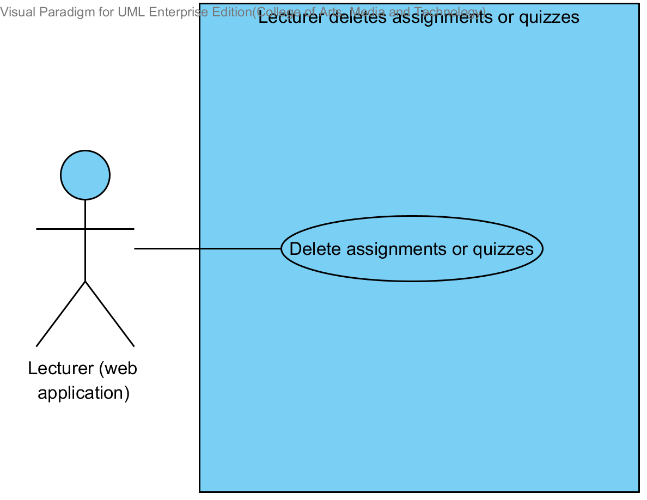 Visual Paradigm for UML Enterprise Edition(College of Arts, Media and Technology)
Lecturer deletes assignments or quizzes
Delete assignments or quizzes
Lecturer (web
application)